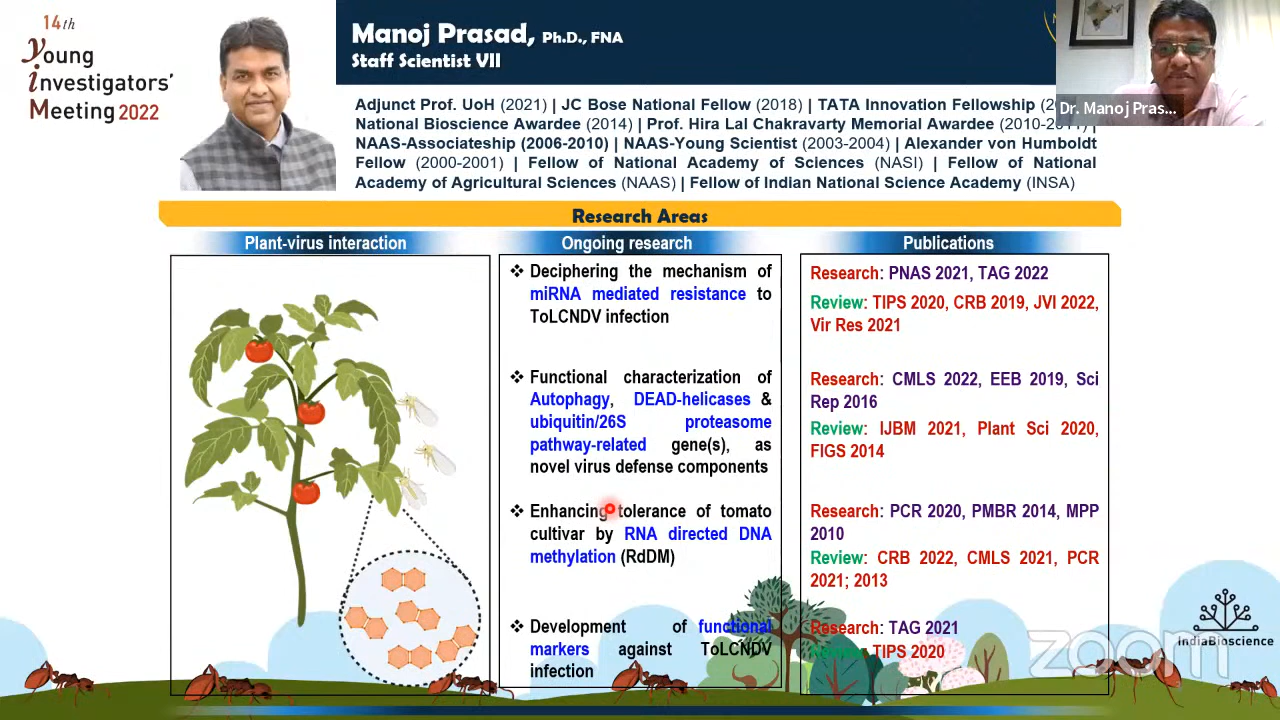 14th
Young
investigators'
Meeting 2022
Manoj Prasad, Ph.D., FNA
Staff Scientist VII
Dr. Manoj Pras...
Adjunct Prof. UoH (2021) | JC Bose National Fellow (2018) | TATA Innovation Fellowship
National Bioscience Awardee (2014) | Prof. Hira Lal Chakravarty Memorial Awardee (2010-2011) |
NAAS-Associateship (2006-2010) | NAAS-Young Scientist (2003-2004) | Alexander von Humboldt
Fellow (2000-2001) | Fellow of National Academy of Sciences (NASI) | Fellow of National
Academy of Agricultural Sciences (NAAS) | Fellow of Indian National Science Academy (INSA)
Research Areas
Plant-virus interaction
Ongoing research
❖ Deciphering the mechanism of
miRNA mediated resistance to
ToLCNDV infection
❖ Functional characterization of
Autophagy, DEAD-helicases &
ubiquitin/26S proteasome
pathway-related gene(s), as
novel virus defense components
❖ Enhancing tolerance of tomato
cultivar by RNA directed DNA
methylation (RdDM)
❖ Development of functional
markers against ToLCNDV
infection
Publications
Research: PNAS 2021, TAG 2022
Review: TIPS 2020, CRB 2019, JVI 2022,
Vir Res 2021
Research: CMLS 2022, EEB 2019, Sci
Rep 2016
Review: IJBM 2021, Plant Sci 2020,
FIGS 2014
Research: PCR 2020, PMBR 2014, MPP
2010
Review: CRB 2022, CMLS 2021, PCR
2021; 2013
Research: TAG 2021
Review: TIPS 2020
zoom
IndiaBioscience